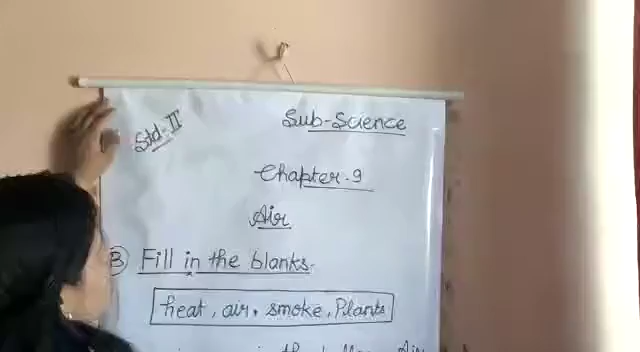 Std-II
Sub-Science
Chapter-9
Air
B) Fill in the blanks.
heat, air, smoke, Plants